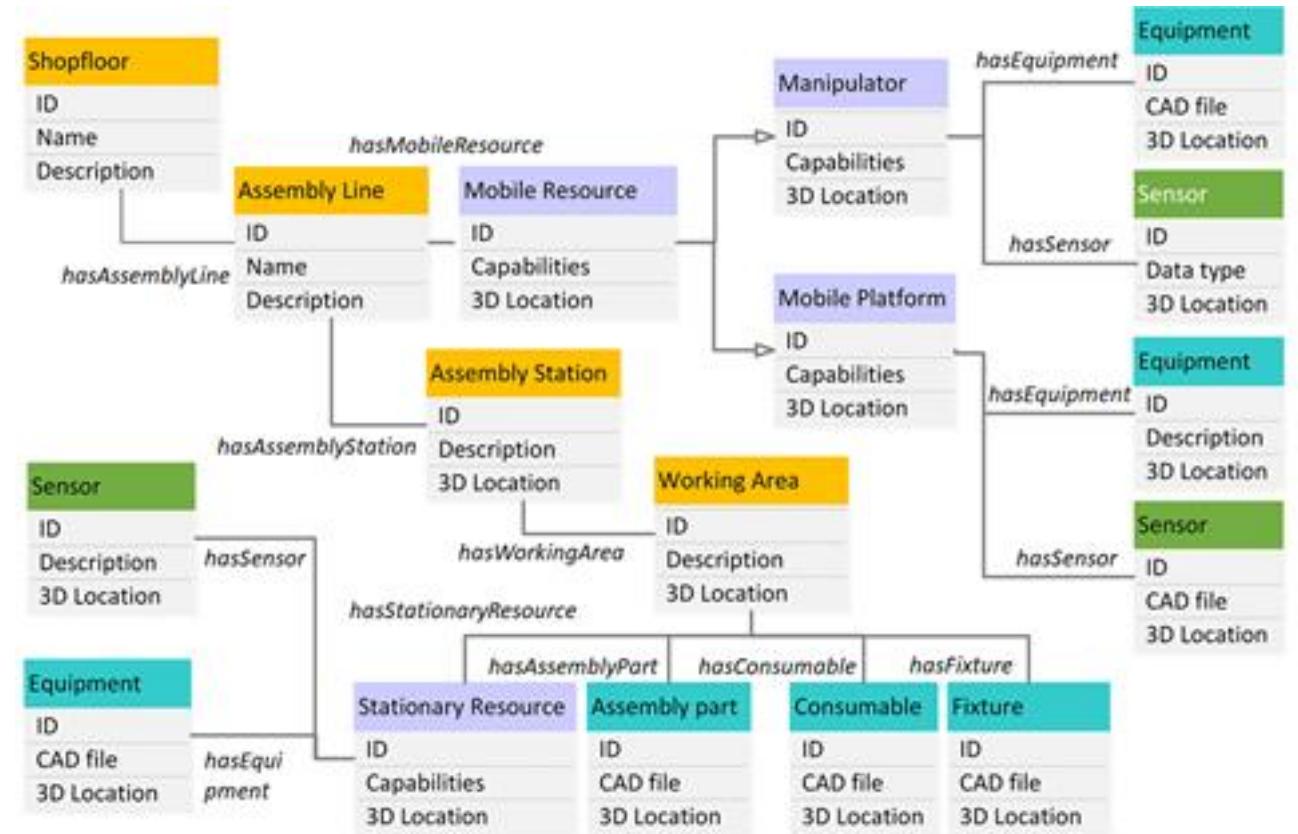 Shopfloor
ID
Name
Description
hasAssemblyLine
Assembly Line
ID
Name
Description
hasMobileResource
Mobile Resource
ID
Capabilities
3D Location
Manipulator
ID
Capabilities
3D Location
hasEquipment
Equipment
ID
CAD file
3D Location
hasSensor
Sensor
ID
Data type
3D Location
Mobile Platform
ID
Capabilities
3D Location
hasEquipment
Equipment
ID
Description
3D Location
hasSensor
Sensor
ID
CAD file
3D Location
hasAssemblyStation
Assembly Station
ID
Description
3D Location
hasWorkingArea
Working Area
ID
Description
3D Location
Sensor
ID
Description
3D Location
hasSensor
Equipment
ID
CAD file
3D Location
hasEqui
pment
hasStationaryResource
Stationary Resource
ID
Capabilities
3D Location
hasAssemblyPart
Assembly part
ID
CAD file
3D Location
hasConsumable
Consumable
ID
CAD file
3D Location
hasFixture
Fixture
ID
CAD file
3D Location